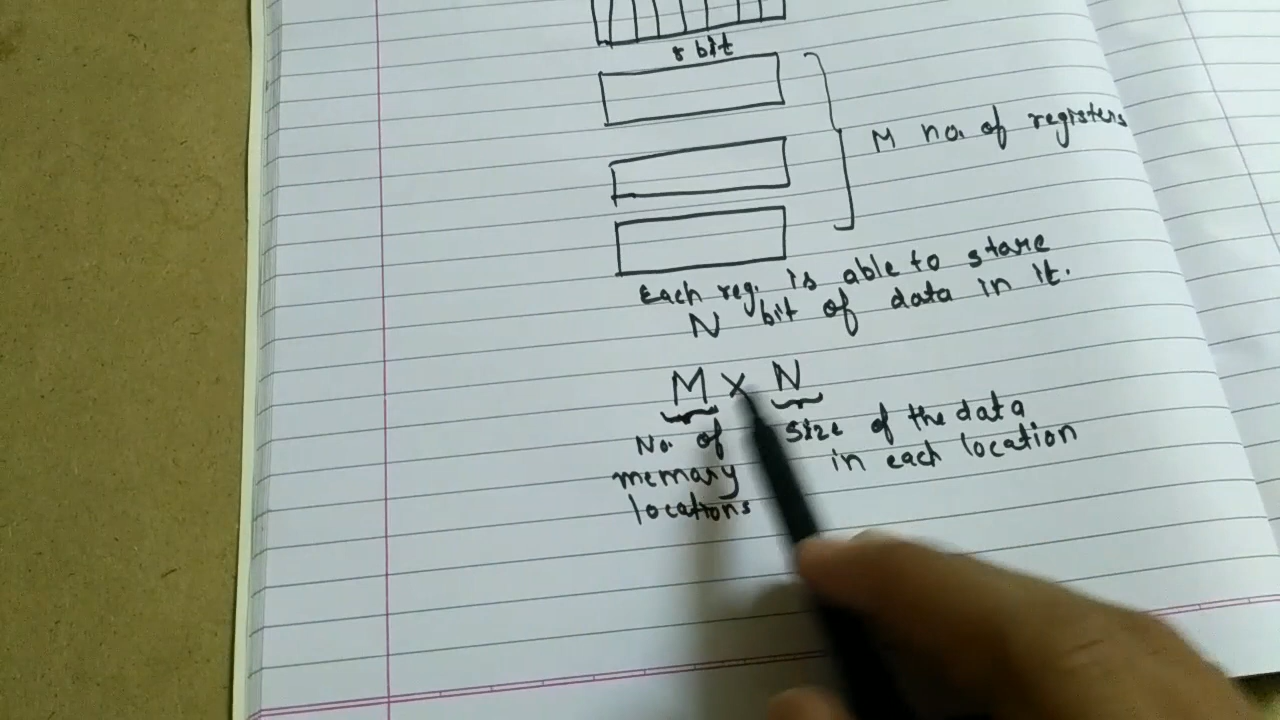 8 bit
M no. of registers
Each reg. is able to store
N bit of data in it.
M X N
No. of memory locations
size of the data in each location